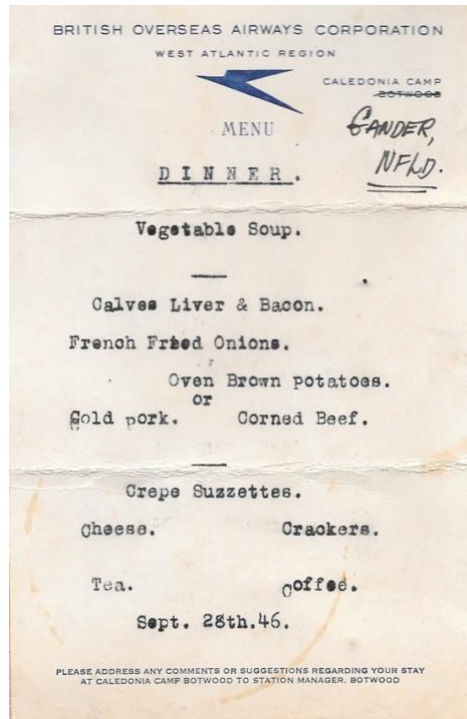 BRITISH OVERSEAS AIRWAYS CORPORATION
WEST ATLANTIC REGION
CALEDONIA CAMP
BOTWOOD
GANDER,
NFLD.
MENU
DINNER.
Vegetable Soup.
Calves Liver & Bacon.
French Fried Onions.
Oven Brown potatoes.
or
Cold pork. Corned Beef.
Crepe Suzzettes.
Cheese. Crackers.
Tea. Coffee.
Sept. 28th.46.
PLEASE ADDRESS ANY COMMENTS OR SUGGESTIONS REGARDING YOUR STAY
AT CALEDONIA CAMP BOTWOOD TO STATION MANAGER. BOTWOOD